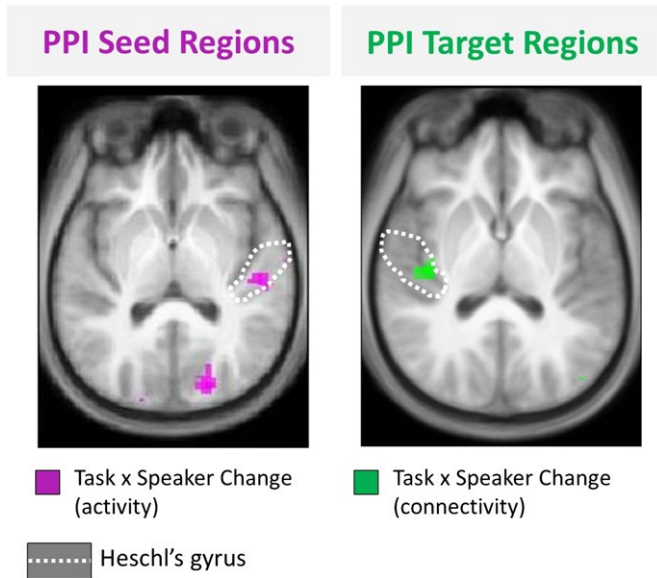 PPI Seed Regions
PPI Target Regions
Task x Speaker Change
(activity)
Task x Speaker Change
(connectivity)
Heschl's gyrus